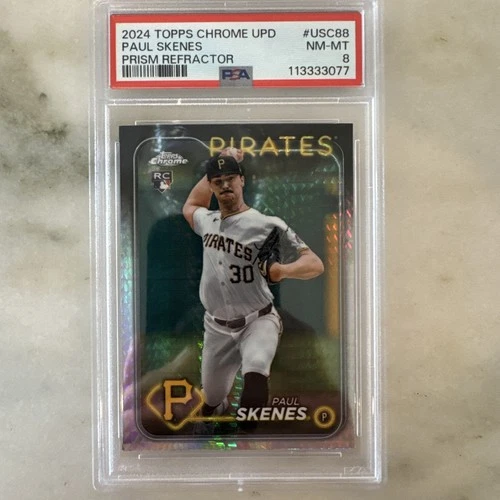 2024 TOPPS CHROME UPD #USC88
PAUL SKENES NM-MT
PRISM REFRACTOR 8
PSA 113333077
PIRATES
Topps Chrome
RC
P
PIRATES
30
P
PAUL
SKENES P